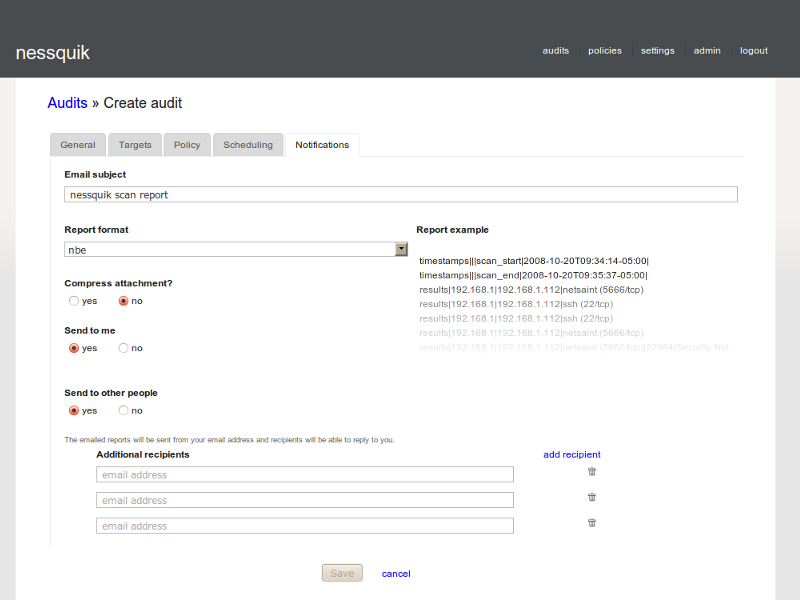 nessquik
audits policies settings admin logout
Audits » Create audit
General Targets Policy Scheduling Notifications
Email subject
nessquik scan report
Report format
nbe
Report example
timestamps|||scan_start|2008-10-20T09:34:14-05:00|
timestamps|||scan_end|2008-10-20T09:35:37-05:00|
results|192.168.1|192.168.1.112|netsaint (5666/tcp)
results|192.168.1|192.168.1.112|ssh (22/tcp)
results|192.168.1|192.168.1.112|ssh (22/tcp)
results|192.168.1|192.168.1.112|netsaint (5666/tcp)
results|192.168.1|192.168.1.112|netsaint (5666/tcp)|22964|Security Not
Compress attachment?
yes no
Send to me
yes no
Send to other people
yes no
The emailed reports will be sent from your email address and recipients will be able to reply to you.
Additional recipients add recipient
email address
email address
email address
Save cancel